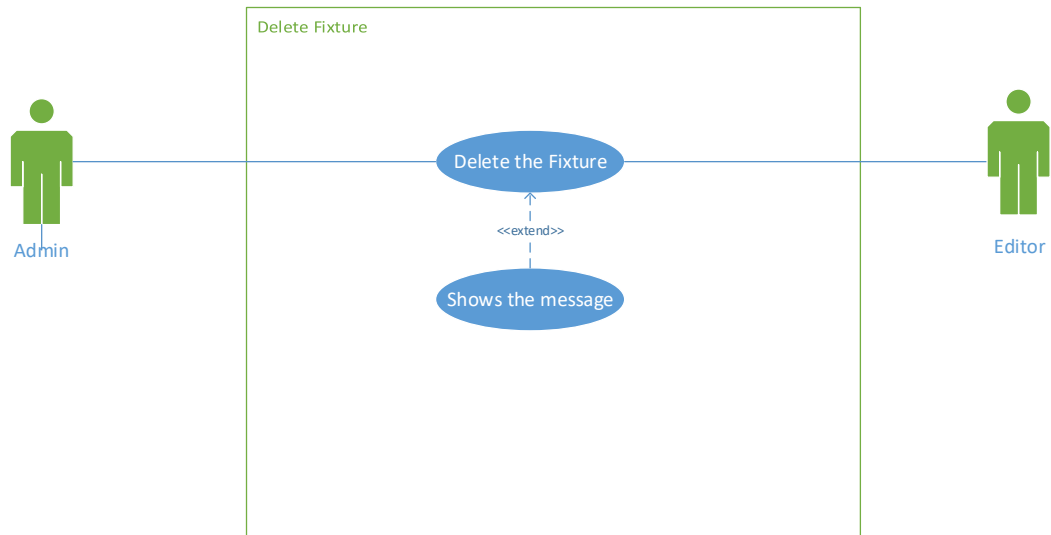 Delete Fixture
Delete the Fixture
<<extend>>
Admin
Editor
Shows the message